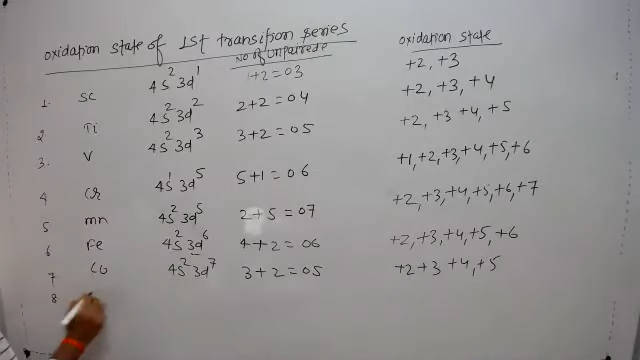 oxidation state of 1st transition series
No of unpairede oxidation state
1. Sc 4s² 3d¹ 1+2=03 +2, +3
2 Ti 4s² 3d² 2+2=04 +2, +3, +4
3. V 4s² 3d³ 3+2=05 +2, +3 +4, +5
4 Cr 4s¹ 3d⁵ 5+1=06 +1, +2, +3, +4, +5, +6
5 mn 4s² 3d⁵ 2+5=07 +2, +3, +4, +5, +6, +7
6 Fe 4s² 3d⁶ 4+2=06 +2, +3, +4, +5, +6
7 Co 4s² 3d⁷ 3+2=05 +2+3 +4, +5
8